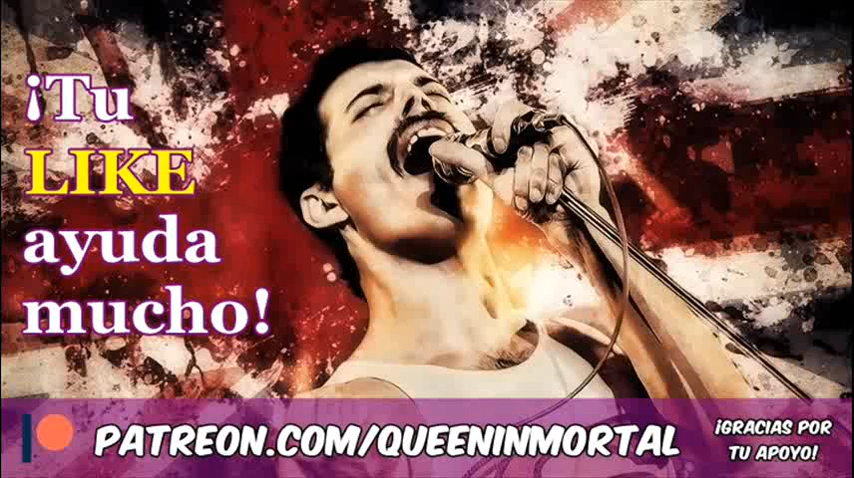 ¡Tu
LIKE
ayuda
mucho!
PATREON.COM/QUEENINMORTAL
¡GRACIAS POR
TU APOYO!